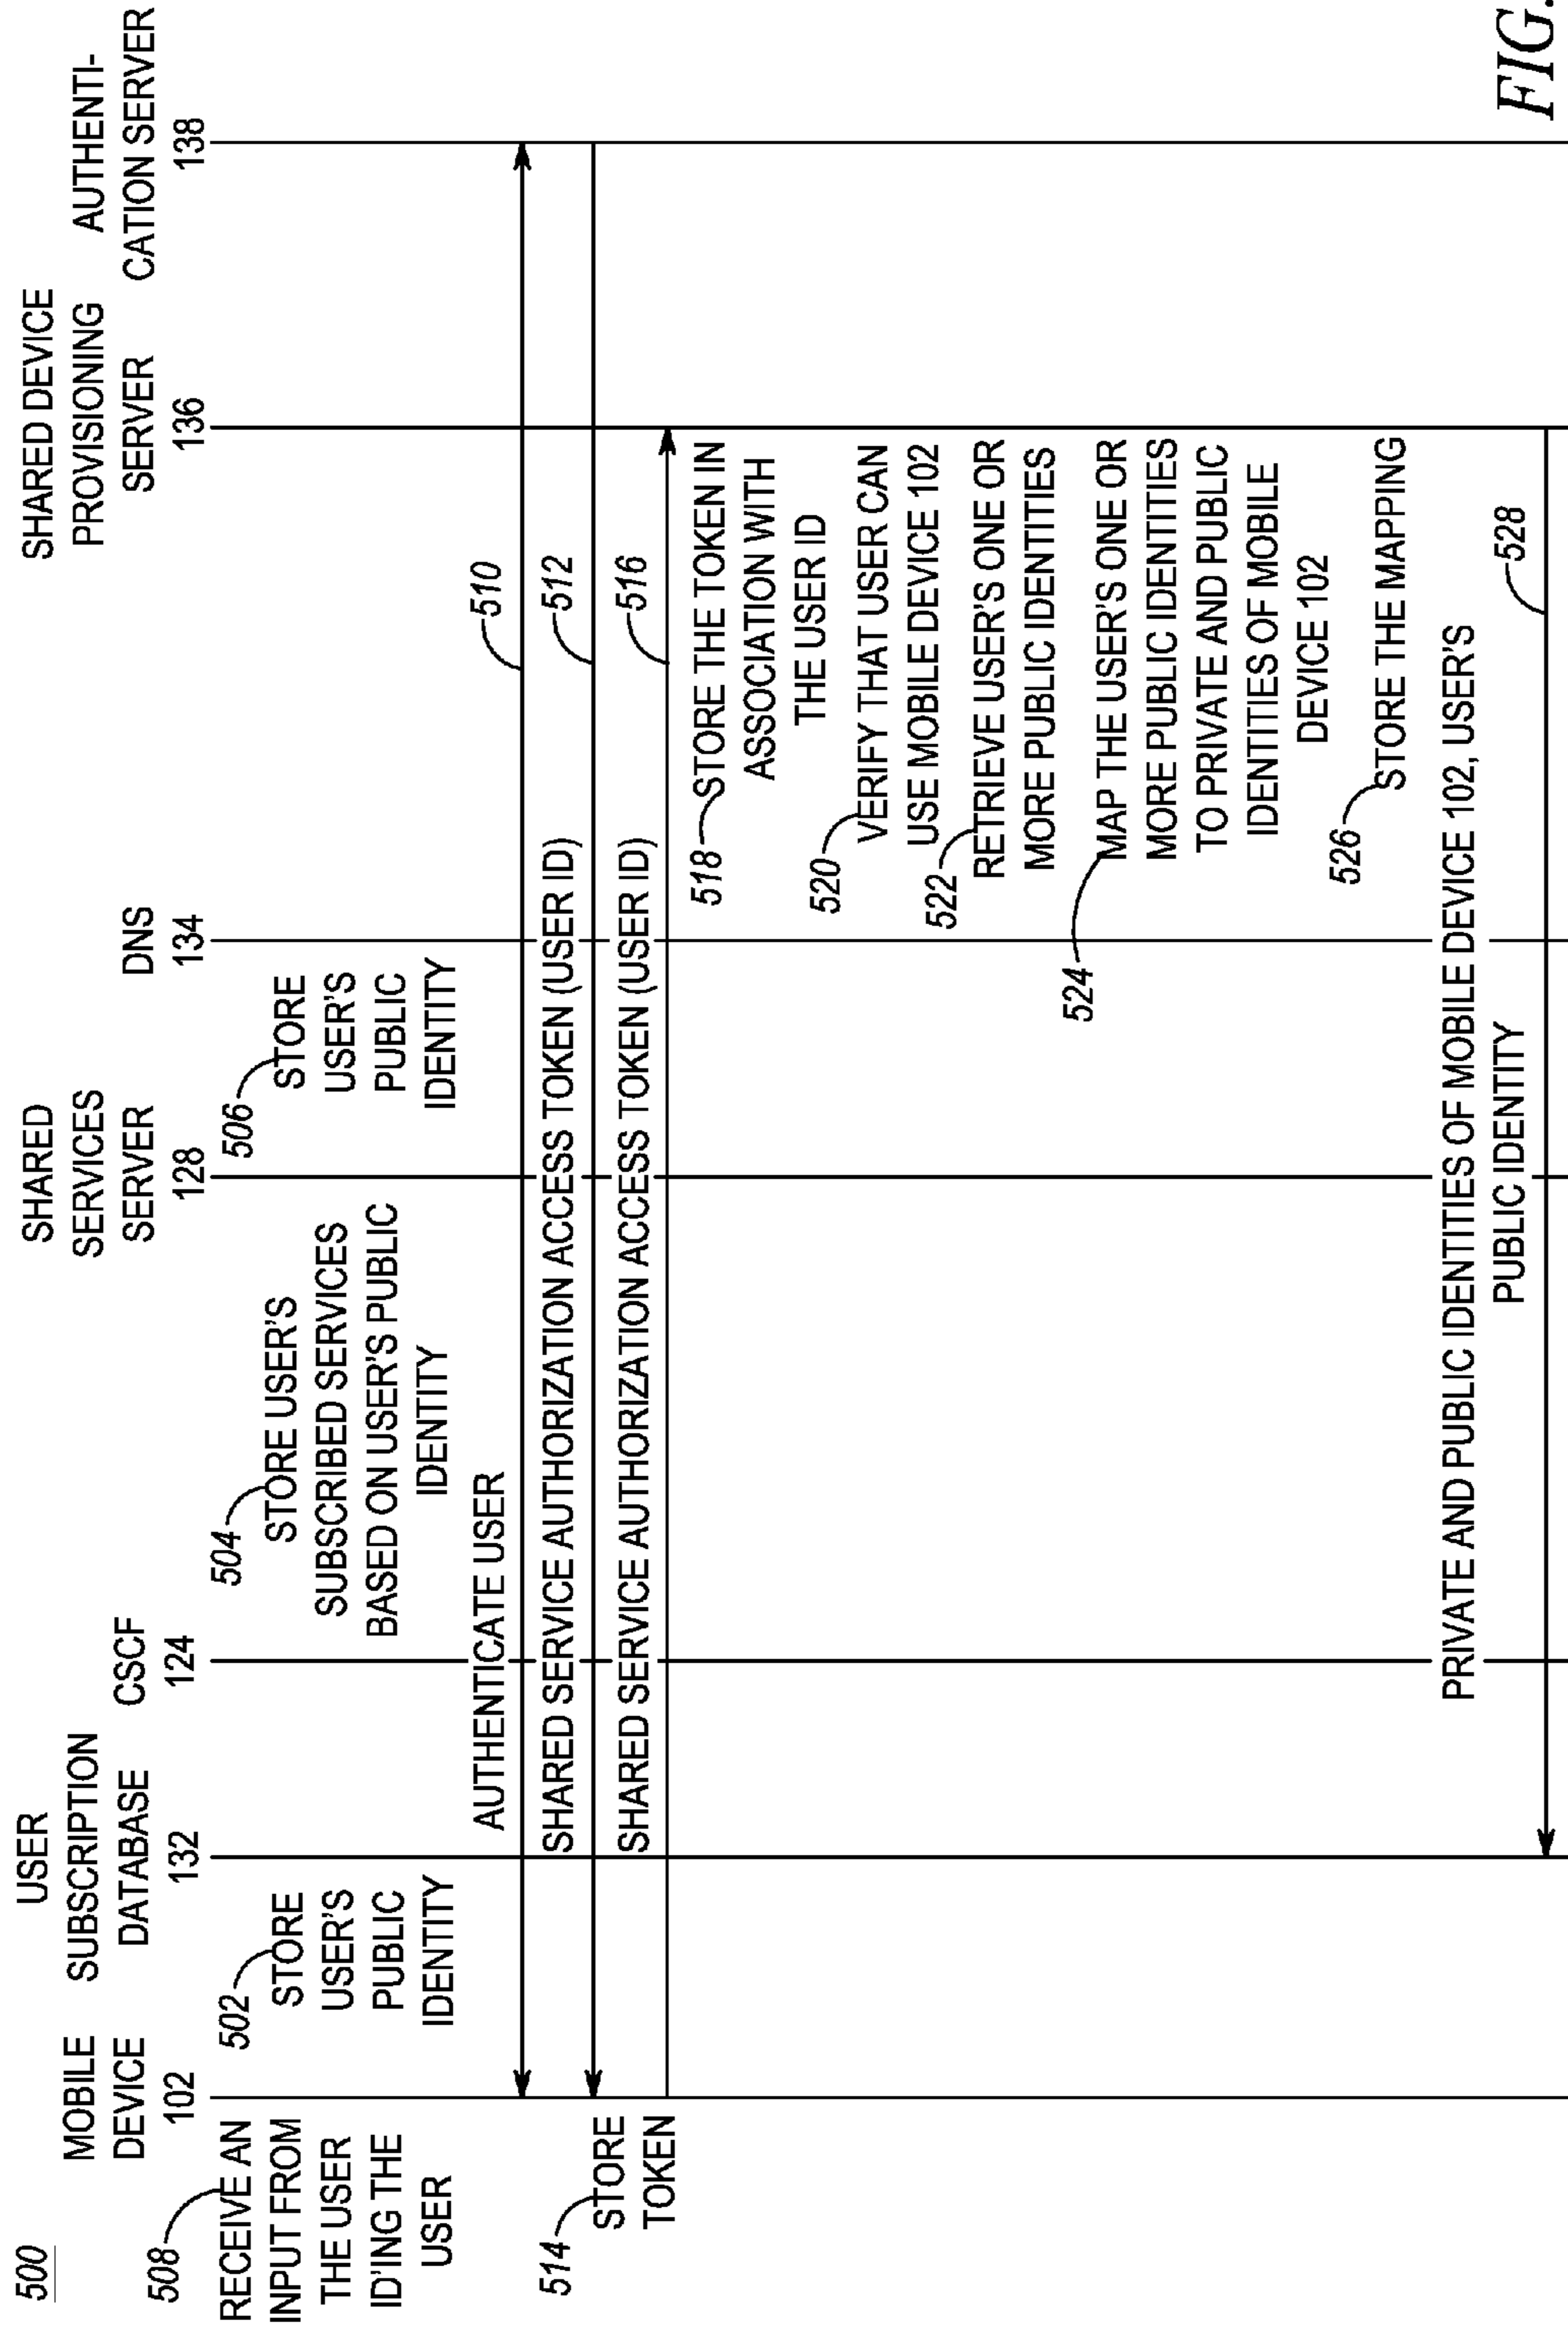 500
MOBILE
DEVICE
102
USER
SUBSCRIPTION
DATABASE
132
CSCF
124
SHARED
SERVICES
SERVER
128
DNS
134
SHARED DEVICE
PROVISIONING
SERVER
136
AUTHENTI-
CATION SERVER
138
508
RECEIVE AN
INPUT FROM
THE USER
ID'ING THE
USER
502
STORE
USER'S
PUBLIC
IDENTITY
504
STORE USER'S
SUBSCRIBED SERVICES
BASED ON USER'S PUBLIC
IDENTITY
506
STORE
USER'S
PUBLIC
IDENTITY
AUTHENTICATE USER
510
SHARED SERVICE AUTHORIZATION ACCESS TOKEN (USER ID)
512
514
STORE
TOKEN
SHARED SERVICE AUTHORIZATION ACCESS TOKEN (USER ID)
516
518
STORE THE TOKEN IN
ASSOCIATION WITH
THE USER ID
520
VERIFY THAT USER CAN
USE MOBILE DEVICE 102
522
RETRIEVE USER'S ONE OR
MORE PUBLIC IDENTITIES
524
MAP THE USER'S ONE OR
MORE PUBLIC IDENTITIES
TO PRIVATE AND PUBLIC
IDENTITIES OF MOBILE
DEVICE 102
526
STORE THE MAPPING
PRIVATE AND PUBLIC IDENTITIES OF MOBILE DEVICE 102, USER'S
PUBLIC IDENTITY
528
FIG.